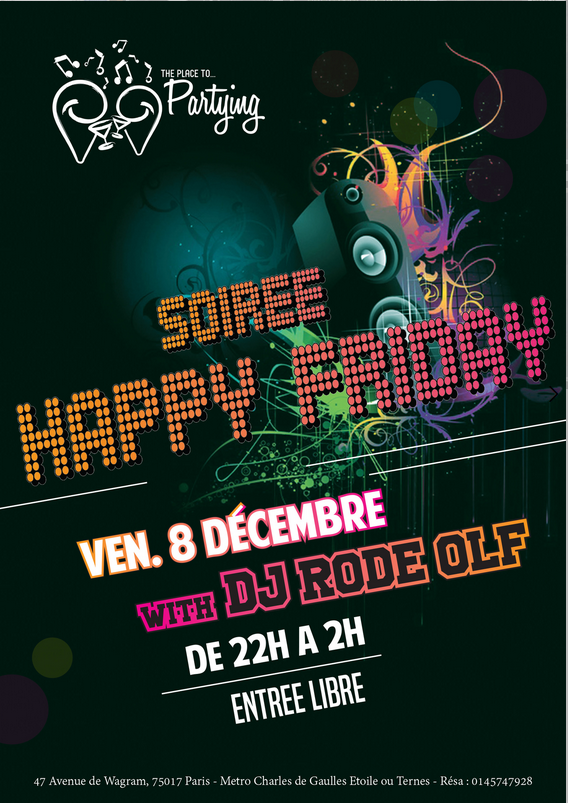 THE PLACE TO...
Partying
SOIREE
HAPPY FRIDAY
VEN. 8 DÉCEMBRE
WITH DJ RODE OLF
DE 22H A 2H
ENTREE LIBRE
47 Avenue de Wagram, 75017 Paris - Metro Charles de Gaulles Etoile ou Ternes - Résa : 0145747928